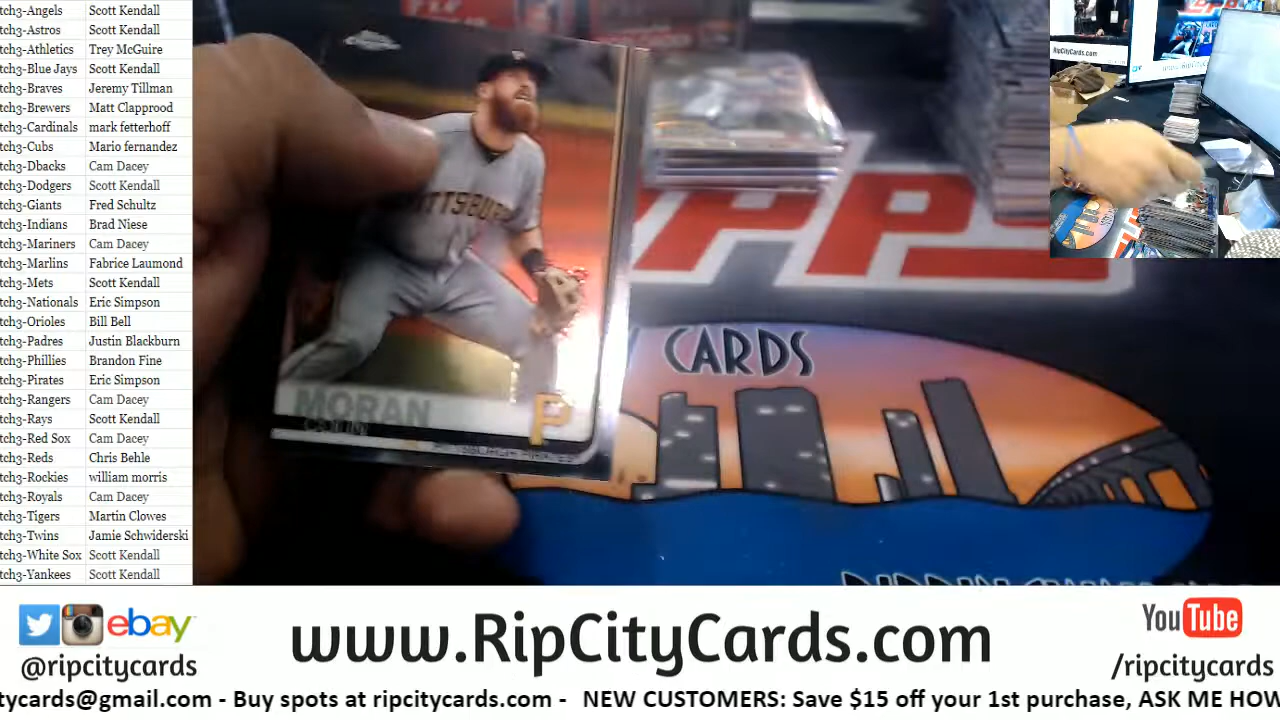 tch3-Angels Scott Kendall
tch3-Astros Scott Kendall
tch3-Athletics Trey McGuire
tch3-Blue Jays Scott Kendall
tch3-Braves Jeremy Tillman
tch3-Brewers Matt Clapprood
tch3-Cardinals mark fetterhoff
tch3-Cubs Mario fernandez
tch3-Dbacks Cam Dacey
tch3-Dodgers Scott Kendall
tch3-Giants Fred Schultz
tch3-Indians Brad Niese
tch3-Mariners Cam Dacey
tch3-Marlins Fabrice Laumond
tch3-Mets Scott Kendall
tch3-Nationals Eric Simpson
tch3-Orioles Bill Bell
tch3-Padres Justin Blackburn
tch3-Phillies Brandon Fine
tch3-Pirates Eric Simpson
tch3-Rangers Cam Dacey
tch3-Rays Scott Kendall
tch3-Red Sox Cam Dacey
tch3-Reds Chris Behle
tch3-Rockies william morris
tch3-Royals Cam Dacey
tch3-Tigers Martin Clowes
tch3-Twins Jamie Schwiderski
tch3-White Sox Scott Kendall
tch3-Yankees Scott Kendall
MORAN
COLIN
P
PITTSBURGH PIRATES
CARDS
RipCityCards.com
ebay
@ripcitycards
www.RipCityCards.com
YouTube
/ripcitycards
tycards@gmail.com - Buy spots at ripcitycards.com - NEW CUSTOMERS: Save $15 off your 1st purchase, ASK ME HOW